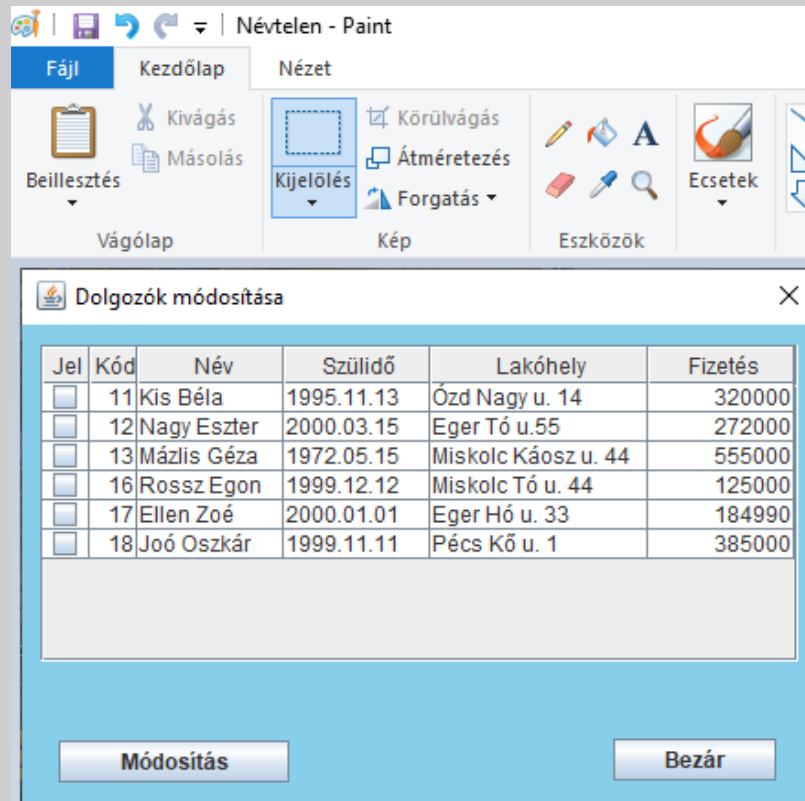 Névtelen - Paint
Fájl Kezdőlap Nézet
Beillesztés
Kivágás
Másolás
Vágólap
Kijelölés
Körülvágás
Átméretezés
Forgatás
Kép
A
Eszközök
Ecsetek
Dolgozók módosítása
Jel Kód Név Szülidő Lakóhely Fizetés
11 Kis Béla 1995.11.13 Ózd Nagy u. 14 320000
12 Nagy Eszter 2000.03.15 Eger Tó u.55 272000
13 Mázlis Géza 1972.05.15 Miskolc Káosz u. 44 555000
16 Rossz Egon 1999.12.12 Miskolc Tó u. 44 125000
17 Ellen Zoé 2000.01.01 Eger Hó u. 33 184990
18 Joó Oszkár 1999.11.11 Pécs Kő u. 1 385000
Módosítás Bezár